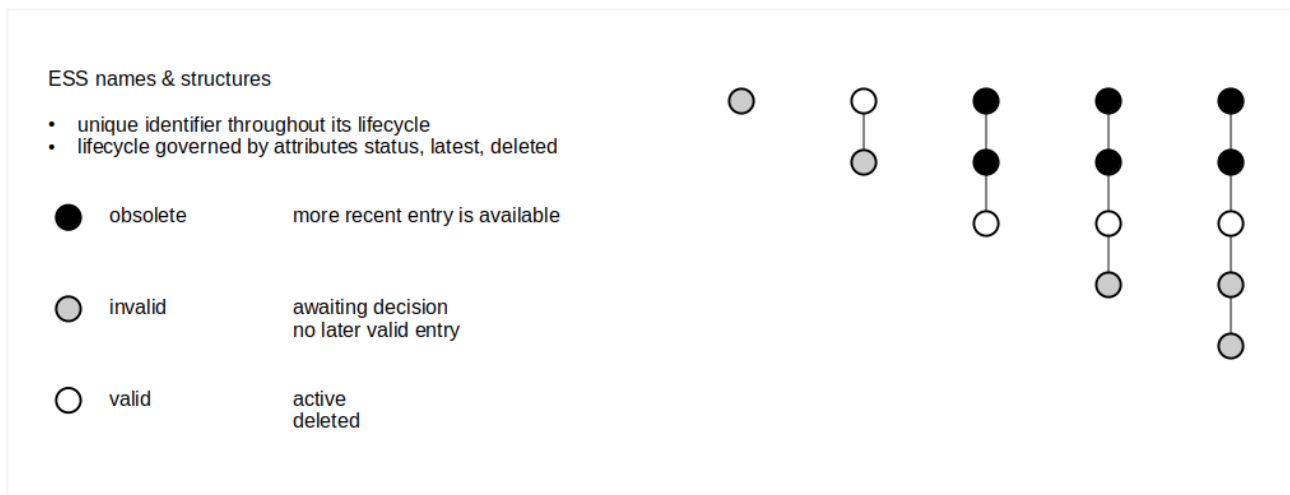 ESS names & structures
• unique identifier throughout its lifecycle
• lifecycle governed by attributes status, latest, deleted
obsolete more recent entry is available
invalid awaiting decision
no later valid entry
valid active
deleted